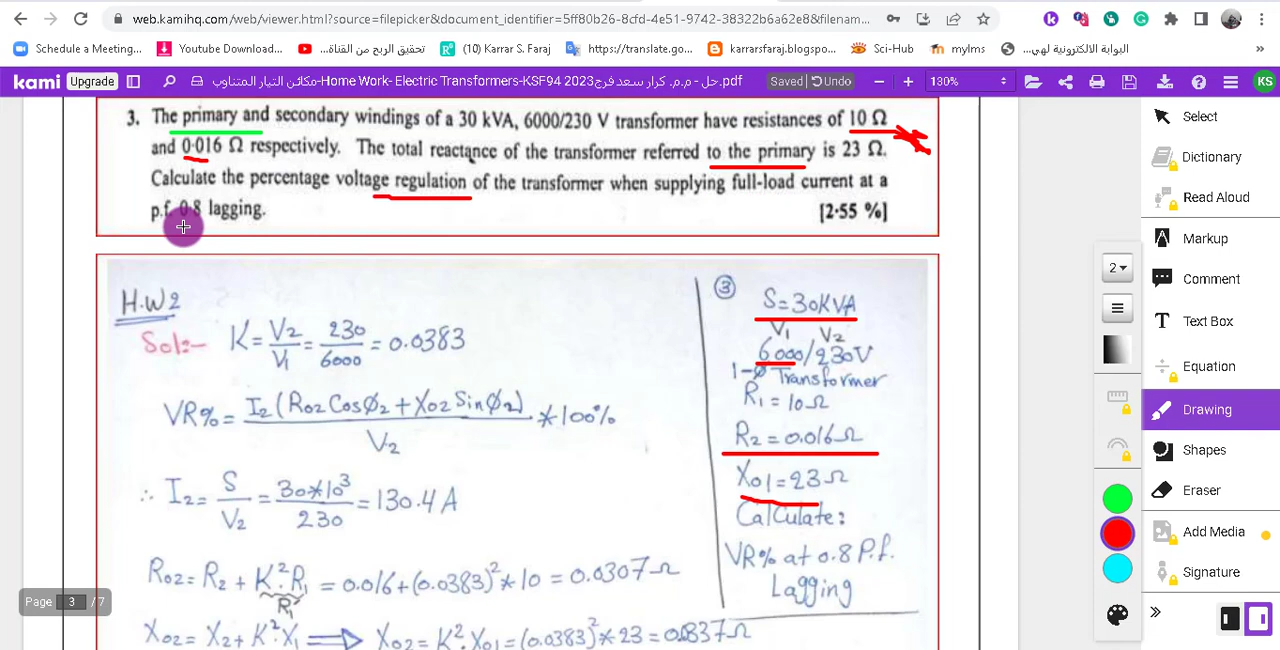 web.kamihq.com/web/viewer.html?source=filepicker&document_identifier=5ff80b26-8cfd-4e51-9742-38322b6a62e8&filenam...
Schedule a Meeting...
Youtube Download...
تحقيق الربح من القناة...
(10) Karrar S. Faraj
https://translate.go...
karrarsfaraj.blogspo...
Sci-Hub
mylms
البوابة الالكترونية لهي...
»
kami
Upgrade
حل - م.م. كرار سعد فرج-Home Work- Electric Transformers-KSF94 2023-مكائن التيار المتناوب.pdf
Saved
Undo
130%
KS
3. The primary and secondary windings of a 30 kVA, 6000/230 V transformer have resistances of 10 Ω
and 0·016 Ω respectively. The total reactance of the transformer referred to the primary is 23 Ω.
Calculate the percentage voltage regulation of the transformer when supplying full-load current at a
p.f. 0·8 lagging. [2·55 %]
H.W2
Sol:- K = V2/V1 = 230/6000 = 0.0383
VR% = I2(R02 Cosφ2 + X02 Sinφ2)/V2 *100%
∴ I2 = S/V2 = 30*10³/230 = 130.4 A
R02 = R2 + K².R1 = 0.016+(0.0383)²*10 = 0.0307Ω
R1'
X02 = X2 + K².X1 ⟹ X02 = K².X01 = (0.0383)²*23 = 0.0337Ω
③ S = 30KVA
V1 V2
6000/230V
1-Ø Transformer
R1 = 10Ω
R2 = 0.016Ω
X01 = 23Ω
Calculate:
VR% at 0.8 P.f.
Lagging
Page 3 / 7
2
Select
Dictionary
Read Aloud
Markup
Comment
Text Box
Equation
Drawing
Shapes
Eraser
Add Media
Signature
»